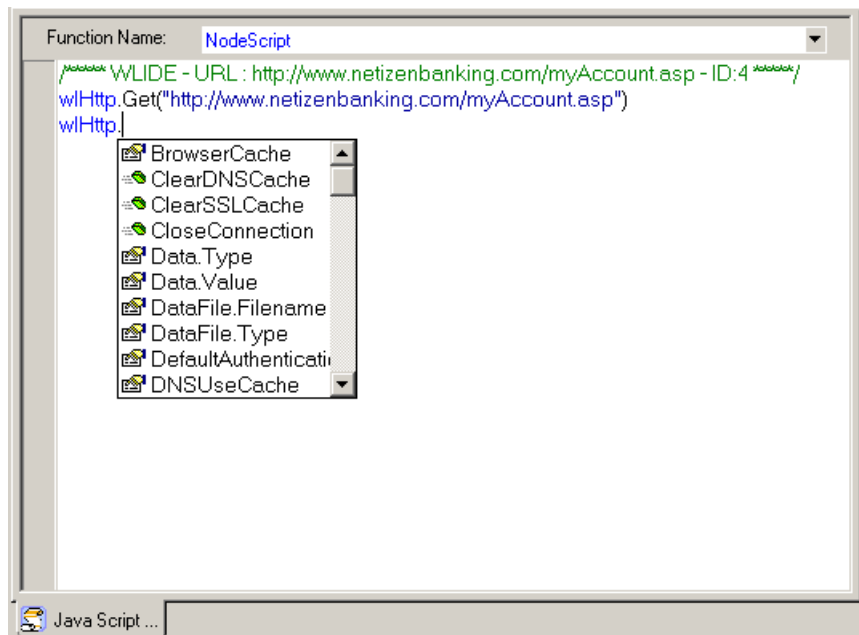 Function Name: NodeScript
/***** WLIDE - URL : http://www.netizenbanking.com/myAccount.asp - ID:4 *****/
wlHttp.Get("http://www.netizenbanking.com/myAccount.asp")
wlHttp.
BrowserCache
ClearDNSCache
ClearSSLCache
CloseConnection
Data.Type
Data.Value
DataFile.Filename
DataFile.Type
DefaultAuthenticati
DNSUseCache
Java Script ...